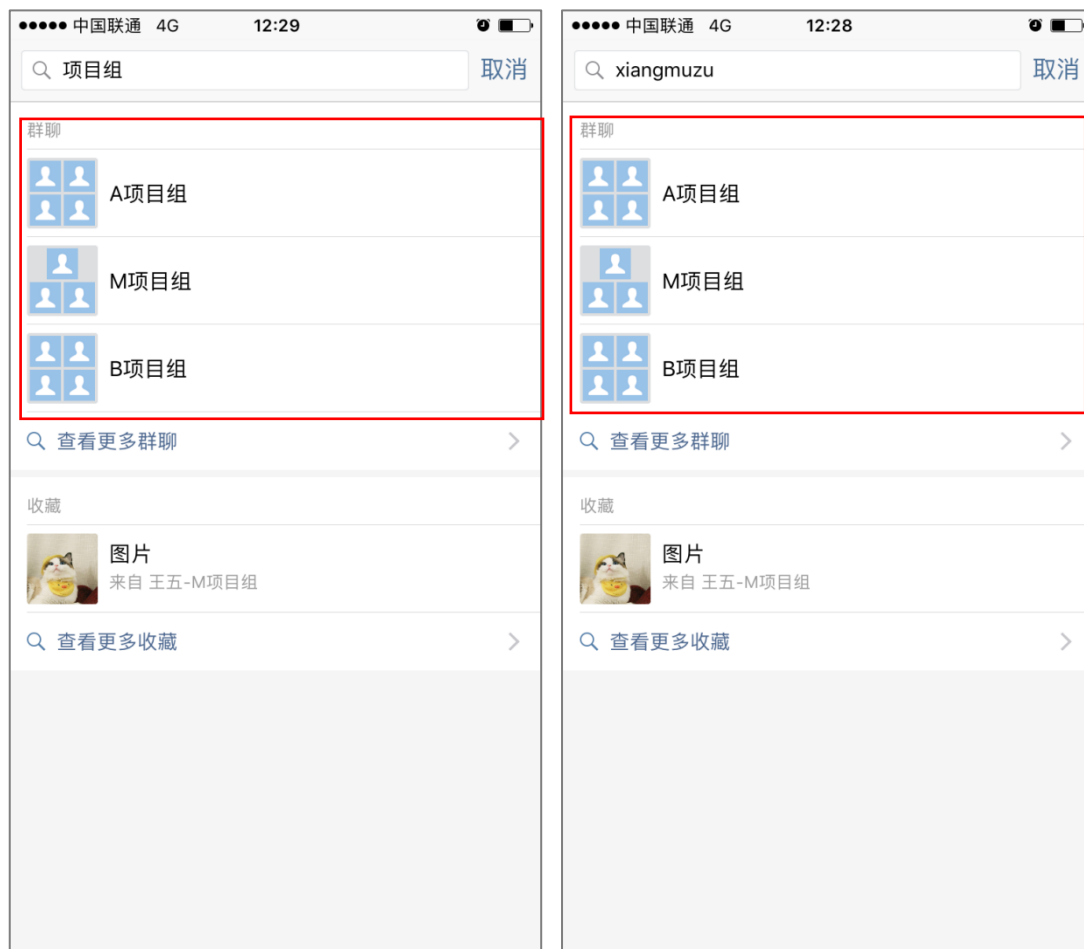 中国联通 4G 12:29
项目组 取消
群聊
A项目组
M项目组
B项目组
查看更多群聊
收藏
图片
来自 王五-M项目组
查看更多收藏
中国联通 4G 12:28
xiangmuzu 取消
群聊
A项目组
M项目组
B项目组
查看更多群聊
收藏
图片
来自 王五-M项目组
查看更多收藏